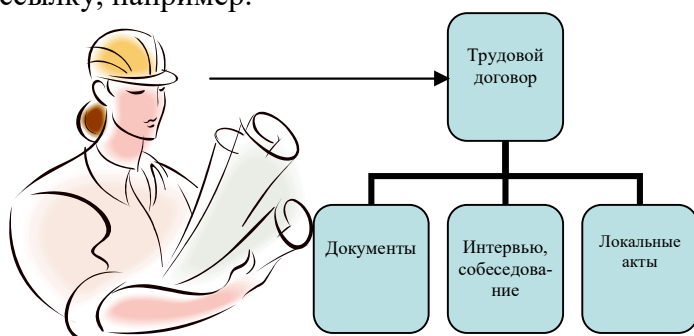 ссылку, например:
Трудовой
договор
Документы
Интервью,
собеседова-
ние
Локальные
акты